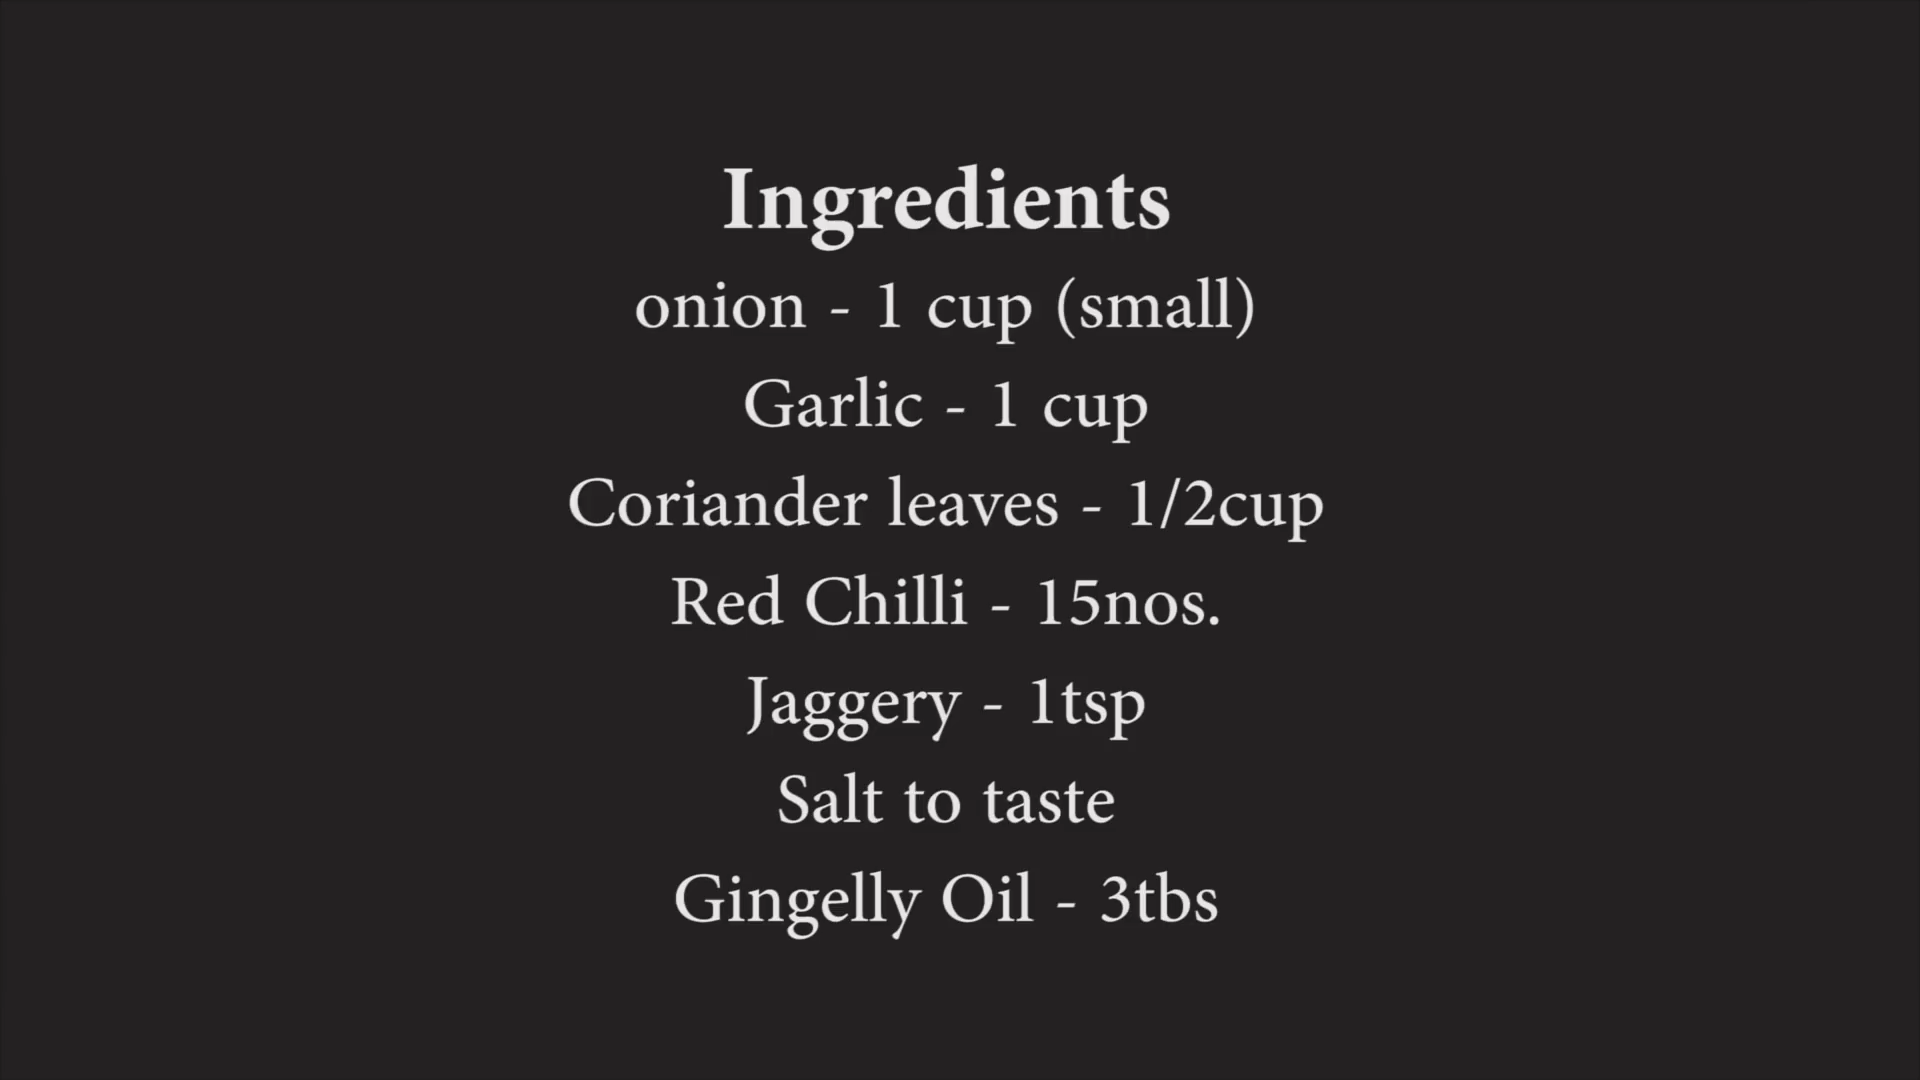 Ingredients
onion - 1 cup (small)
Garlic - 1 cup
Coriander leaves - 1/2cup
Red Chilli - 15nos.
Jaggery - 1tsp
Salt to taste
Gingelly Oil - 3tbs